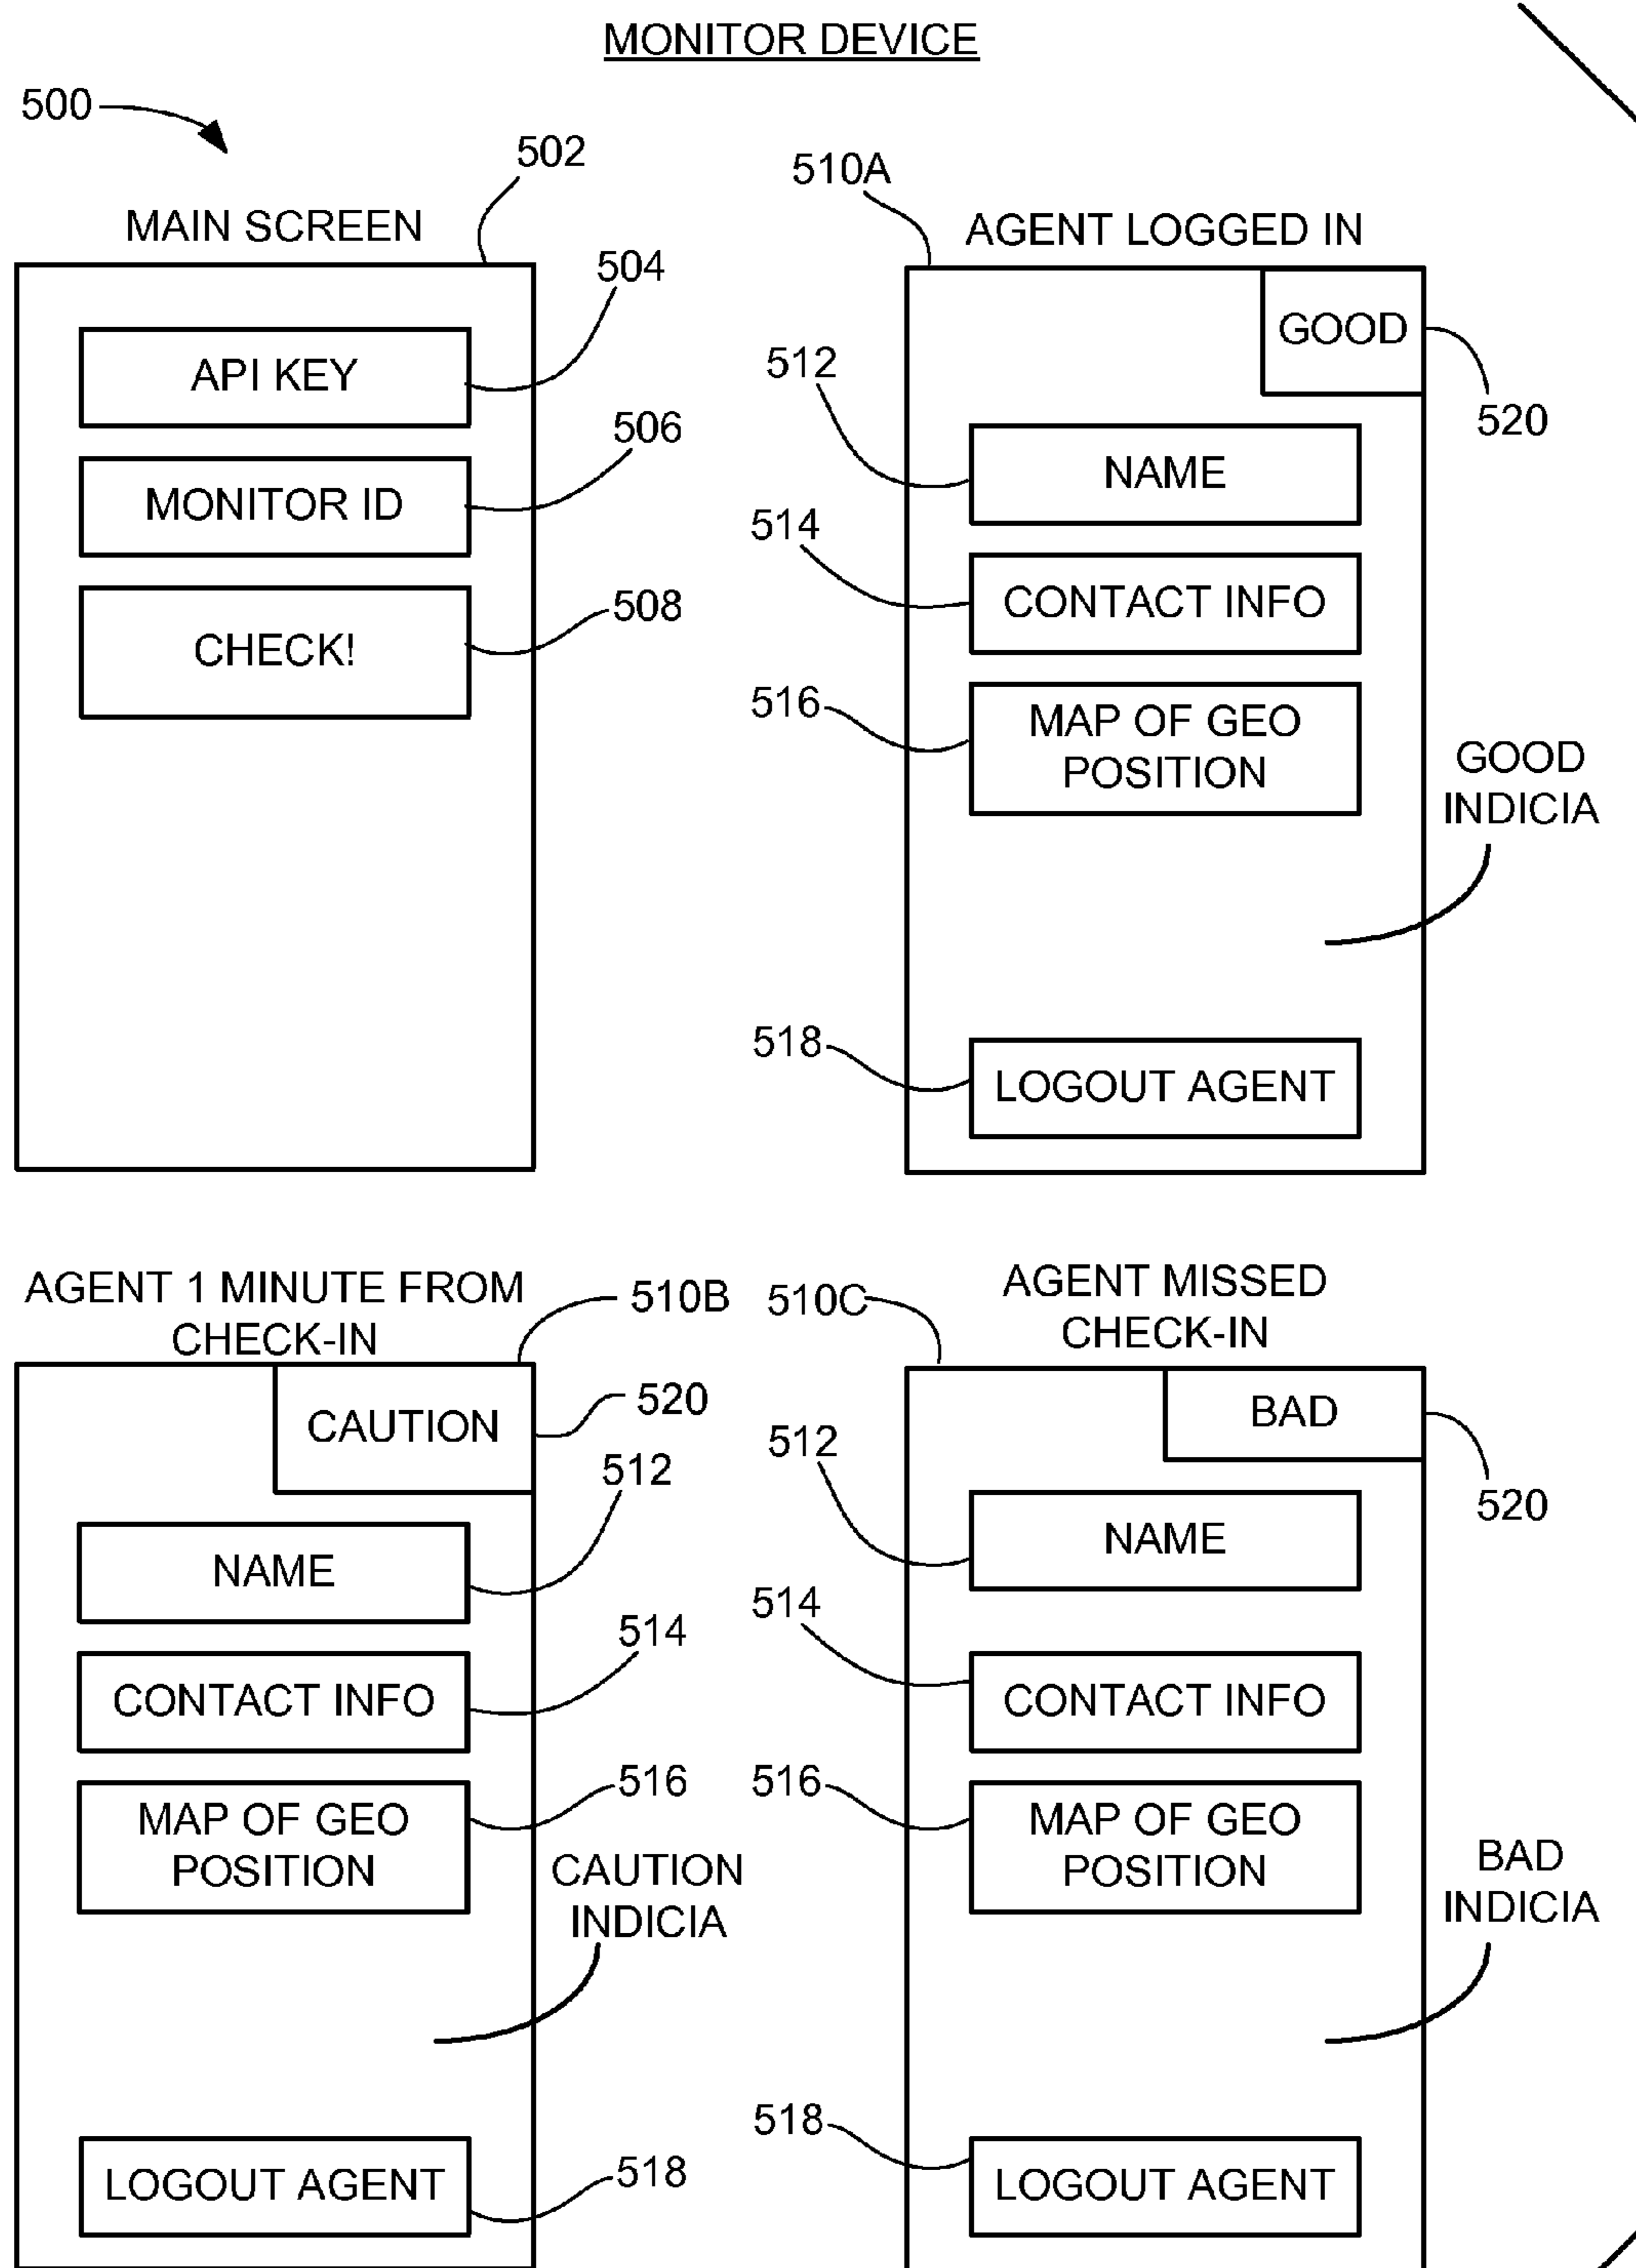 MONITOR DEVICE
500
502
MAIN SCREEN
504
API KEY
506
MONITOR ID
508
CHECK!
510A
AGENT LOGGED IN
GOOD
520
512
NAME
514
CONTACT INFO
516
MAP OF GEO
POSITION
GOOD
INDICIA
518
LOGOUT AGENT
AGENT 1 MINUTE FROM
CHECK-IN
510B
CAUTION
520
512
NAME
514
CONTACT INFO
516
MAP OF GEO
POSITION
CAUTION
INDICIA
518
LOGOUT AGENT
510C
AGENT MISSED
CHECK-IN
BAD
520
512
NAME
514
CONTACT INFO
516
MAP OF GEO
POSITION
BAD
INDICIA
518
LOGOUT AGENT